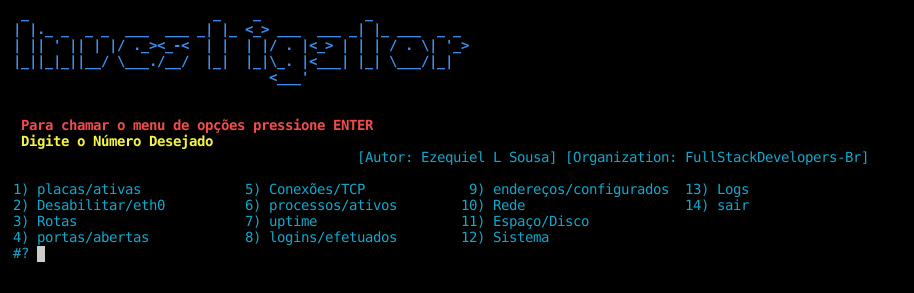 Investigator
Para chamar o menu de opções pressione ENTER
Digite o Número Desejado
[Autor: Ezequiel L Sousa] [Organization: FullStackDevelopers-Br]
1) placas/ativas 5) Conexões/TCP 9) endereços/configurados 13) Logs
2) Desabilitar/eth0 6) processos/ativos 10) Rede 14) sair
3) Rotas 7) uptime 11) Espaço/Disco
4) portas/abertas 8) logins/efetuados 12) Sistema
#?